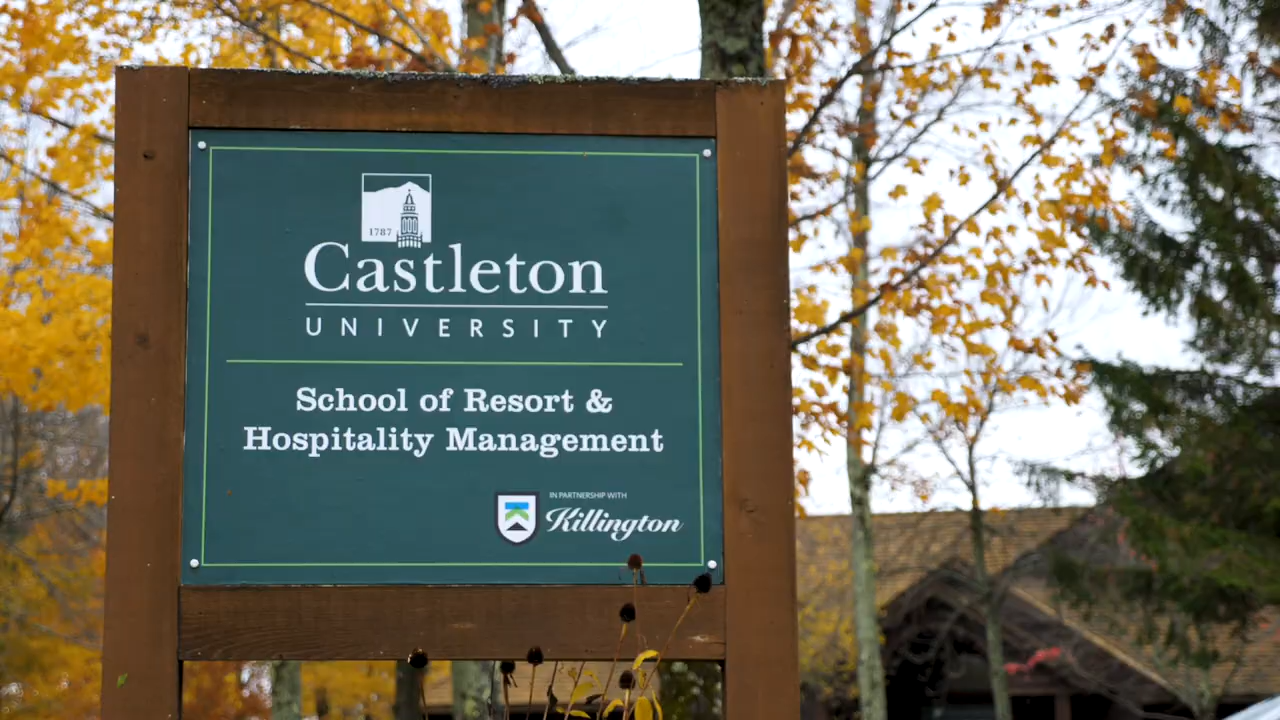 1787
Castleton
UNIVERSITY
School of Resort &
Hospitality Management
IN PARTNERSHIP WITH
Killington